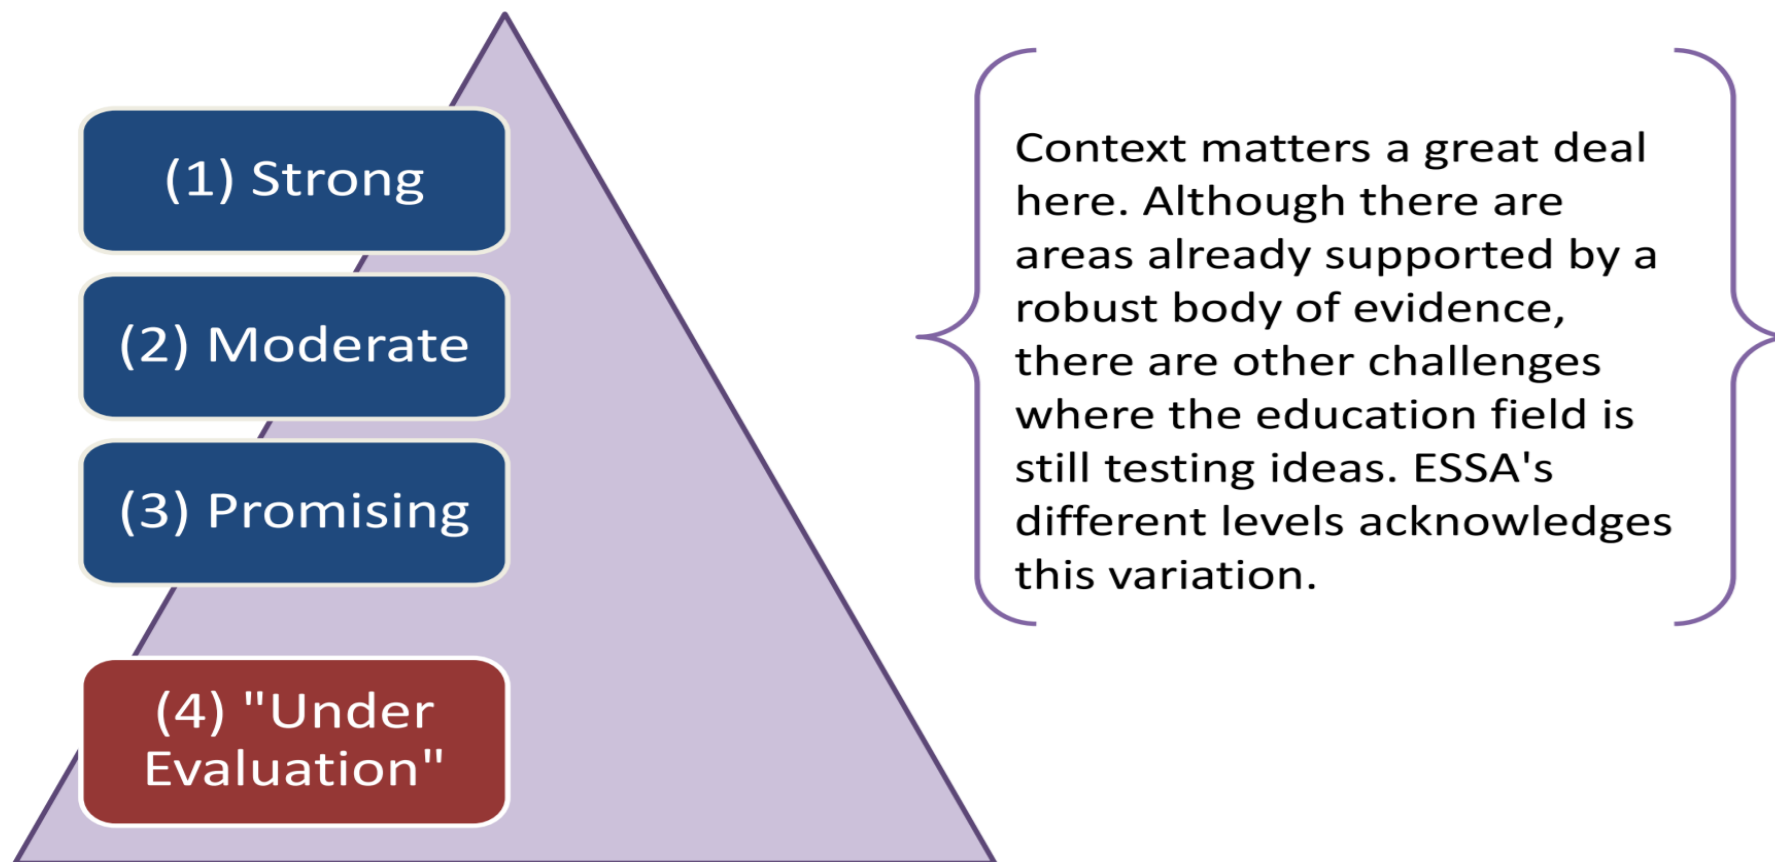 (1) Strong
(2) Moderate
(3) Promising
(4) "Under
Evaluation"
Context matters a great deal
here. Although there are
areas already supported by a
robust body of evidence,
there are other challenges
where the education field is
still testing ideas. ESSA's
different levels acknowledges
this variation.